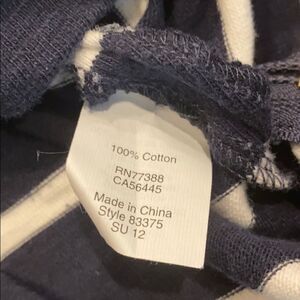 100% Cotton
RN77388
CA56445
Made in China
Style 83375
SU 12